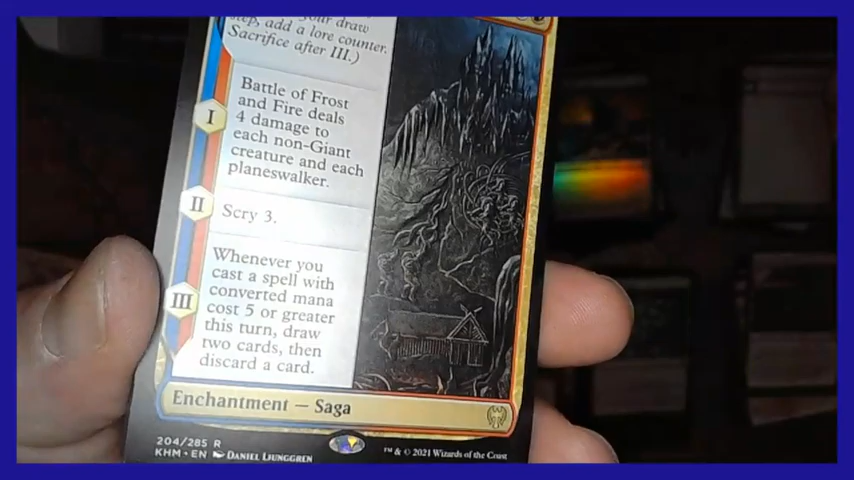 your draw
step, add a lore counter.
Sacrifice after III.)
I
Battle of Frost
and Fire deals
4 damage to
each non-Giant
creature and each
planeswalker.
II
Scry 3.
III
Whenever you
cast a spell with
converted mana
cost 5 or greater
this turn, draw
two cards, then
discard a card.
Enchantment — Saga
204/285 R
KHM • EN DANIEL LJUNGGREN
™ & © 2021 Wizards of the Coast